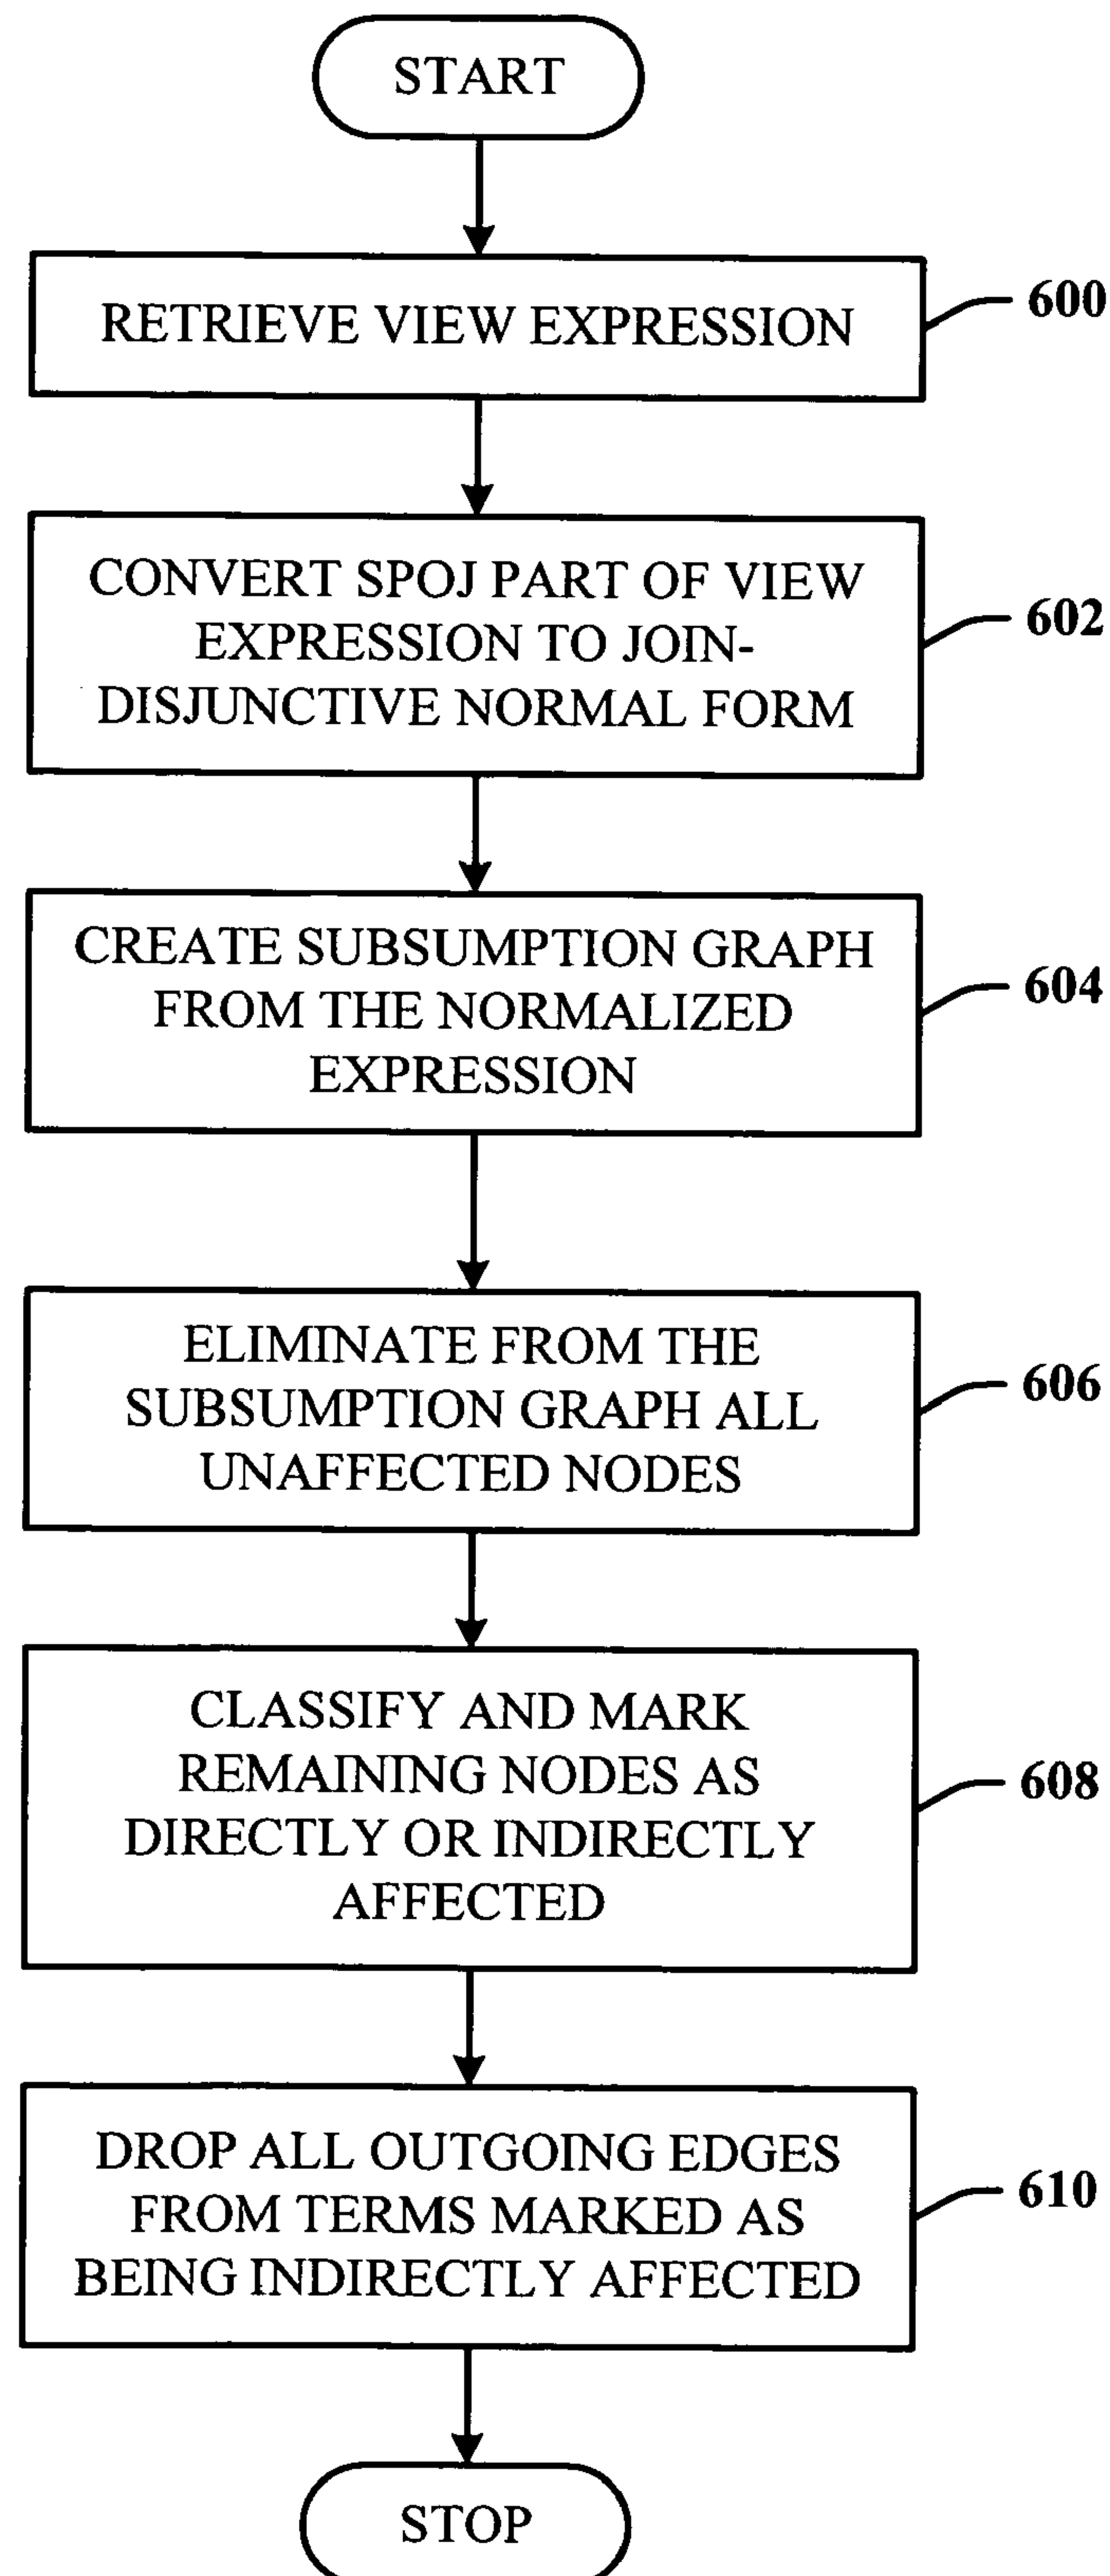 START
RETRIEVE VIEW EXPRESSION
600
CONVERT SPOJ PART OF VIEW
EXPRESSION TO JOIN-
DISJUNCTIVE NORMAL FORM
602
CREATE SUBSUMPTION GRAPH
FROM THE NORMALIZED
EXPRESSION
604
ELIMINATE FROM THE
SUBSUMPTION GRAPH ALL
UNAFFECTED NODES
606
CLASSIFY AND MARK
REMAINING NODES AS
DIRECTLY OR INDIRECTLY
AFFECTED
608
DROP ALL OUTGOING EDGES
FROM TERMS MARKED AS
BEING INDIRECTLY AFFECTED
610
STOP